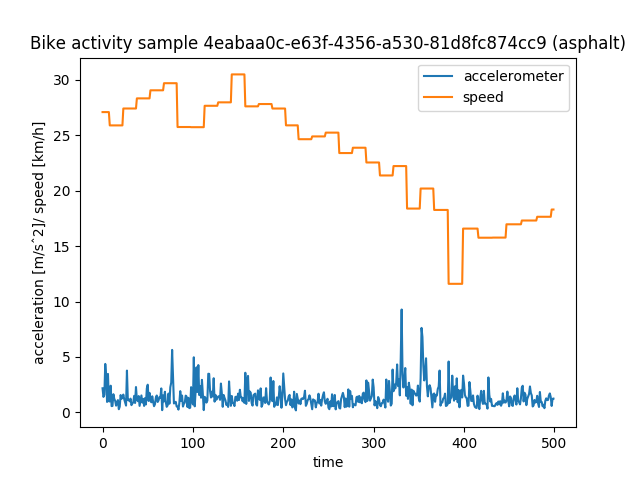 Bike activity sample 4eabaa0c-e63f-4356-a530-81d8fc874cc9 (asphalt)
accelerometer
speed
30
25
20
15
10
5
0
acceleration [m/s^2]/ speed [km/h]
0 100 200 300 400 500
time